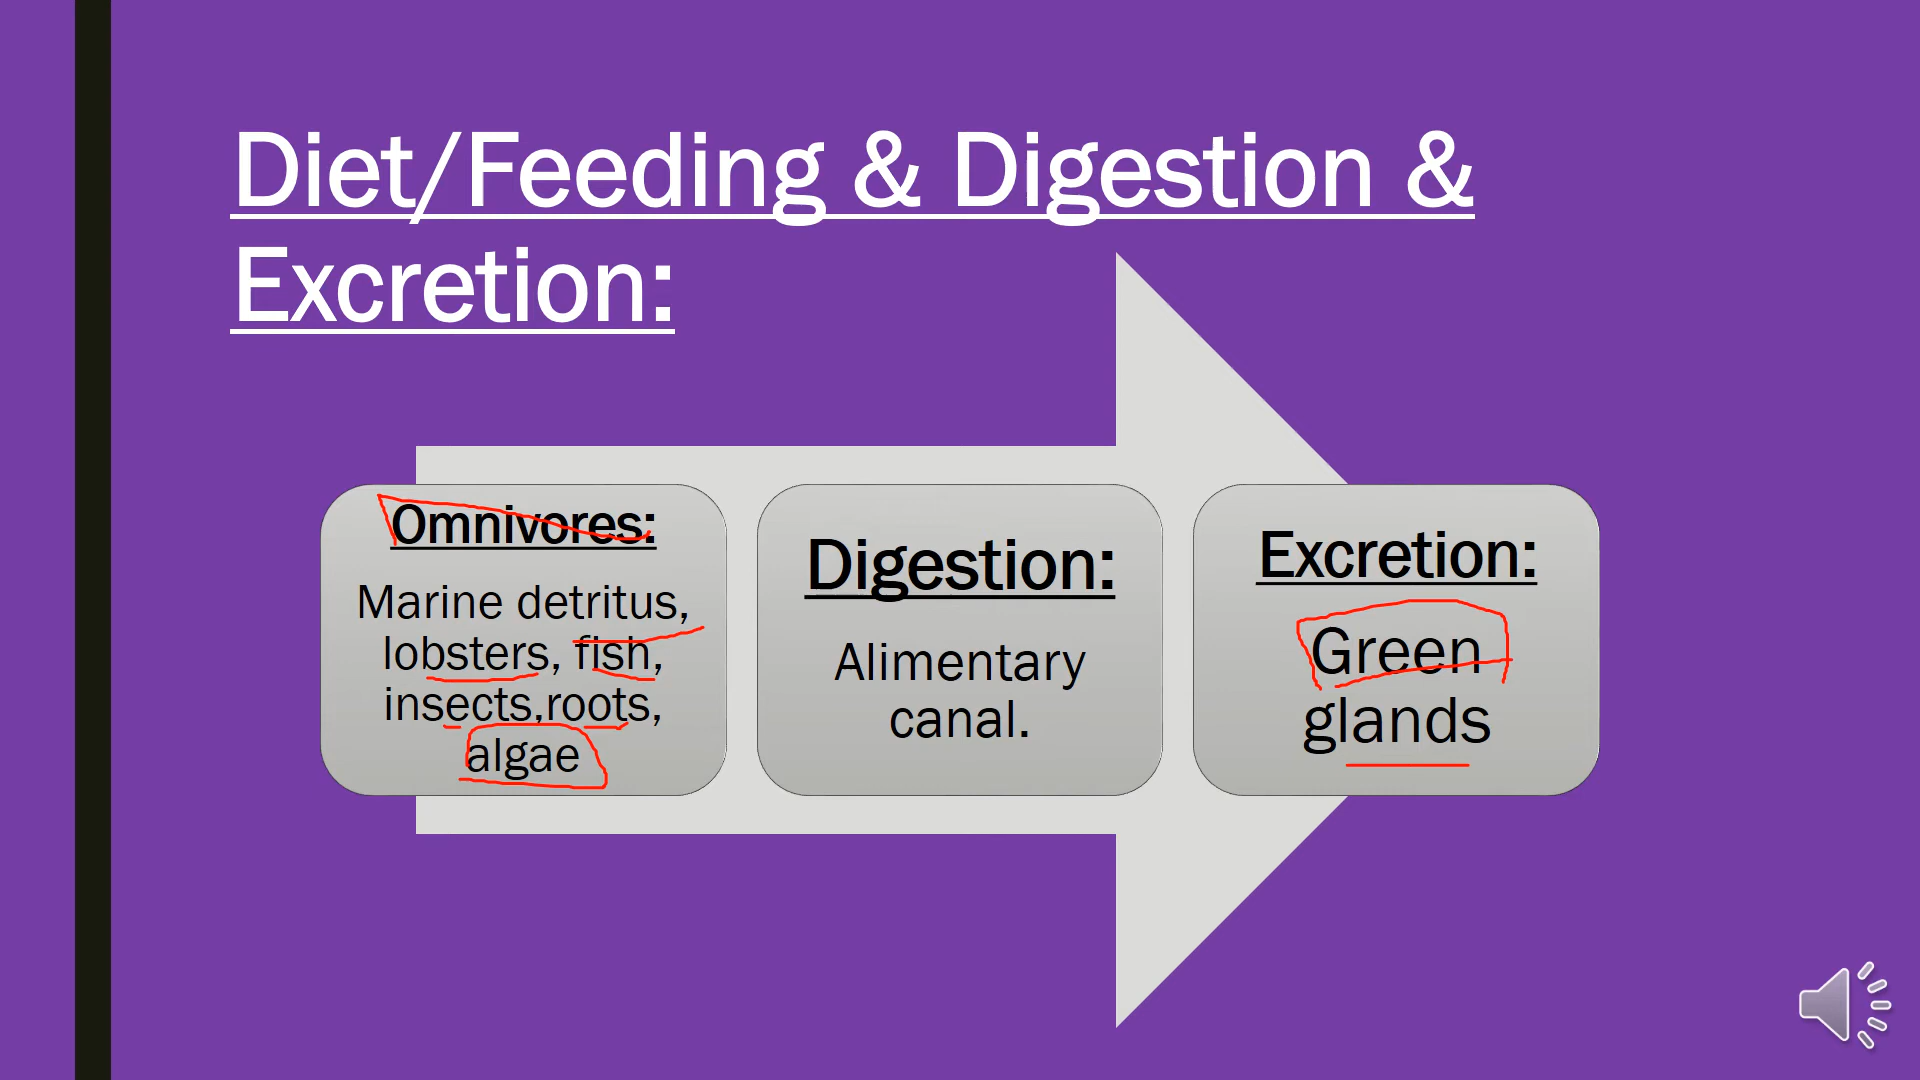 Diet/Feeding & Digestion &
Excretion:
Omnivores:
Marine detritus,
lobsters, fish,
insects,roots,
algae
Digestion:
Alimentary
canal.
Excretion:
Green
glands